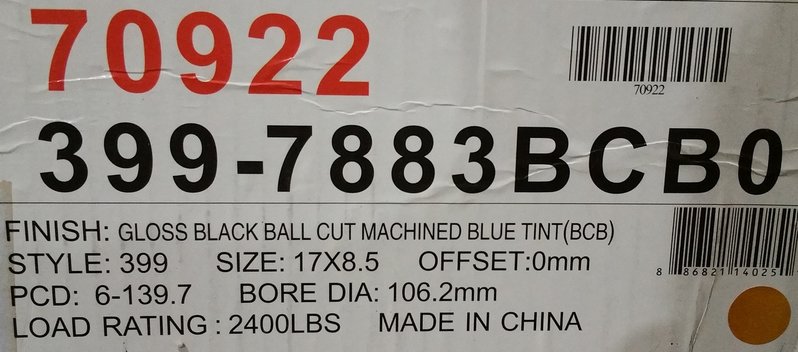 70922
70922
399-7883BCB0
FINISH: GLOSS BLACK BALL CUT MACHINED BLUE TINT(BCB)
STYLE: 399 SIZE: 17X8.5 OFFSET:0mm
8 86821 14025
PCD: 6-139.7 BORE DIA: 106.2mm
LOAD RATING : 2400LBS MADE IN CHINA